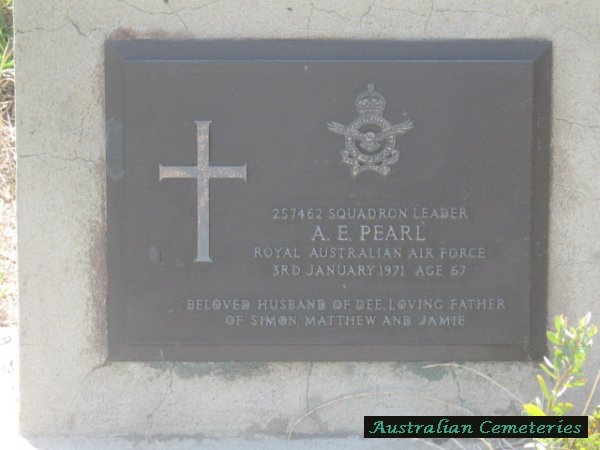 257462 SQUADRON LEADER
A. E. PEARL
ROYAL AUSTRALIAN AIR FORCE
3RD JANUARY 1971 AGE 67
BELOVED HUSBAND OF DEE, LOVING FATHER
OF SIMON, MATTHEW AND JAMIE
Australian Cemeteries